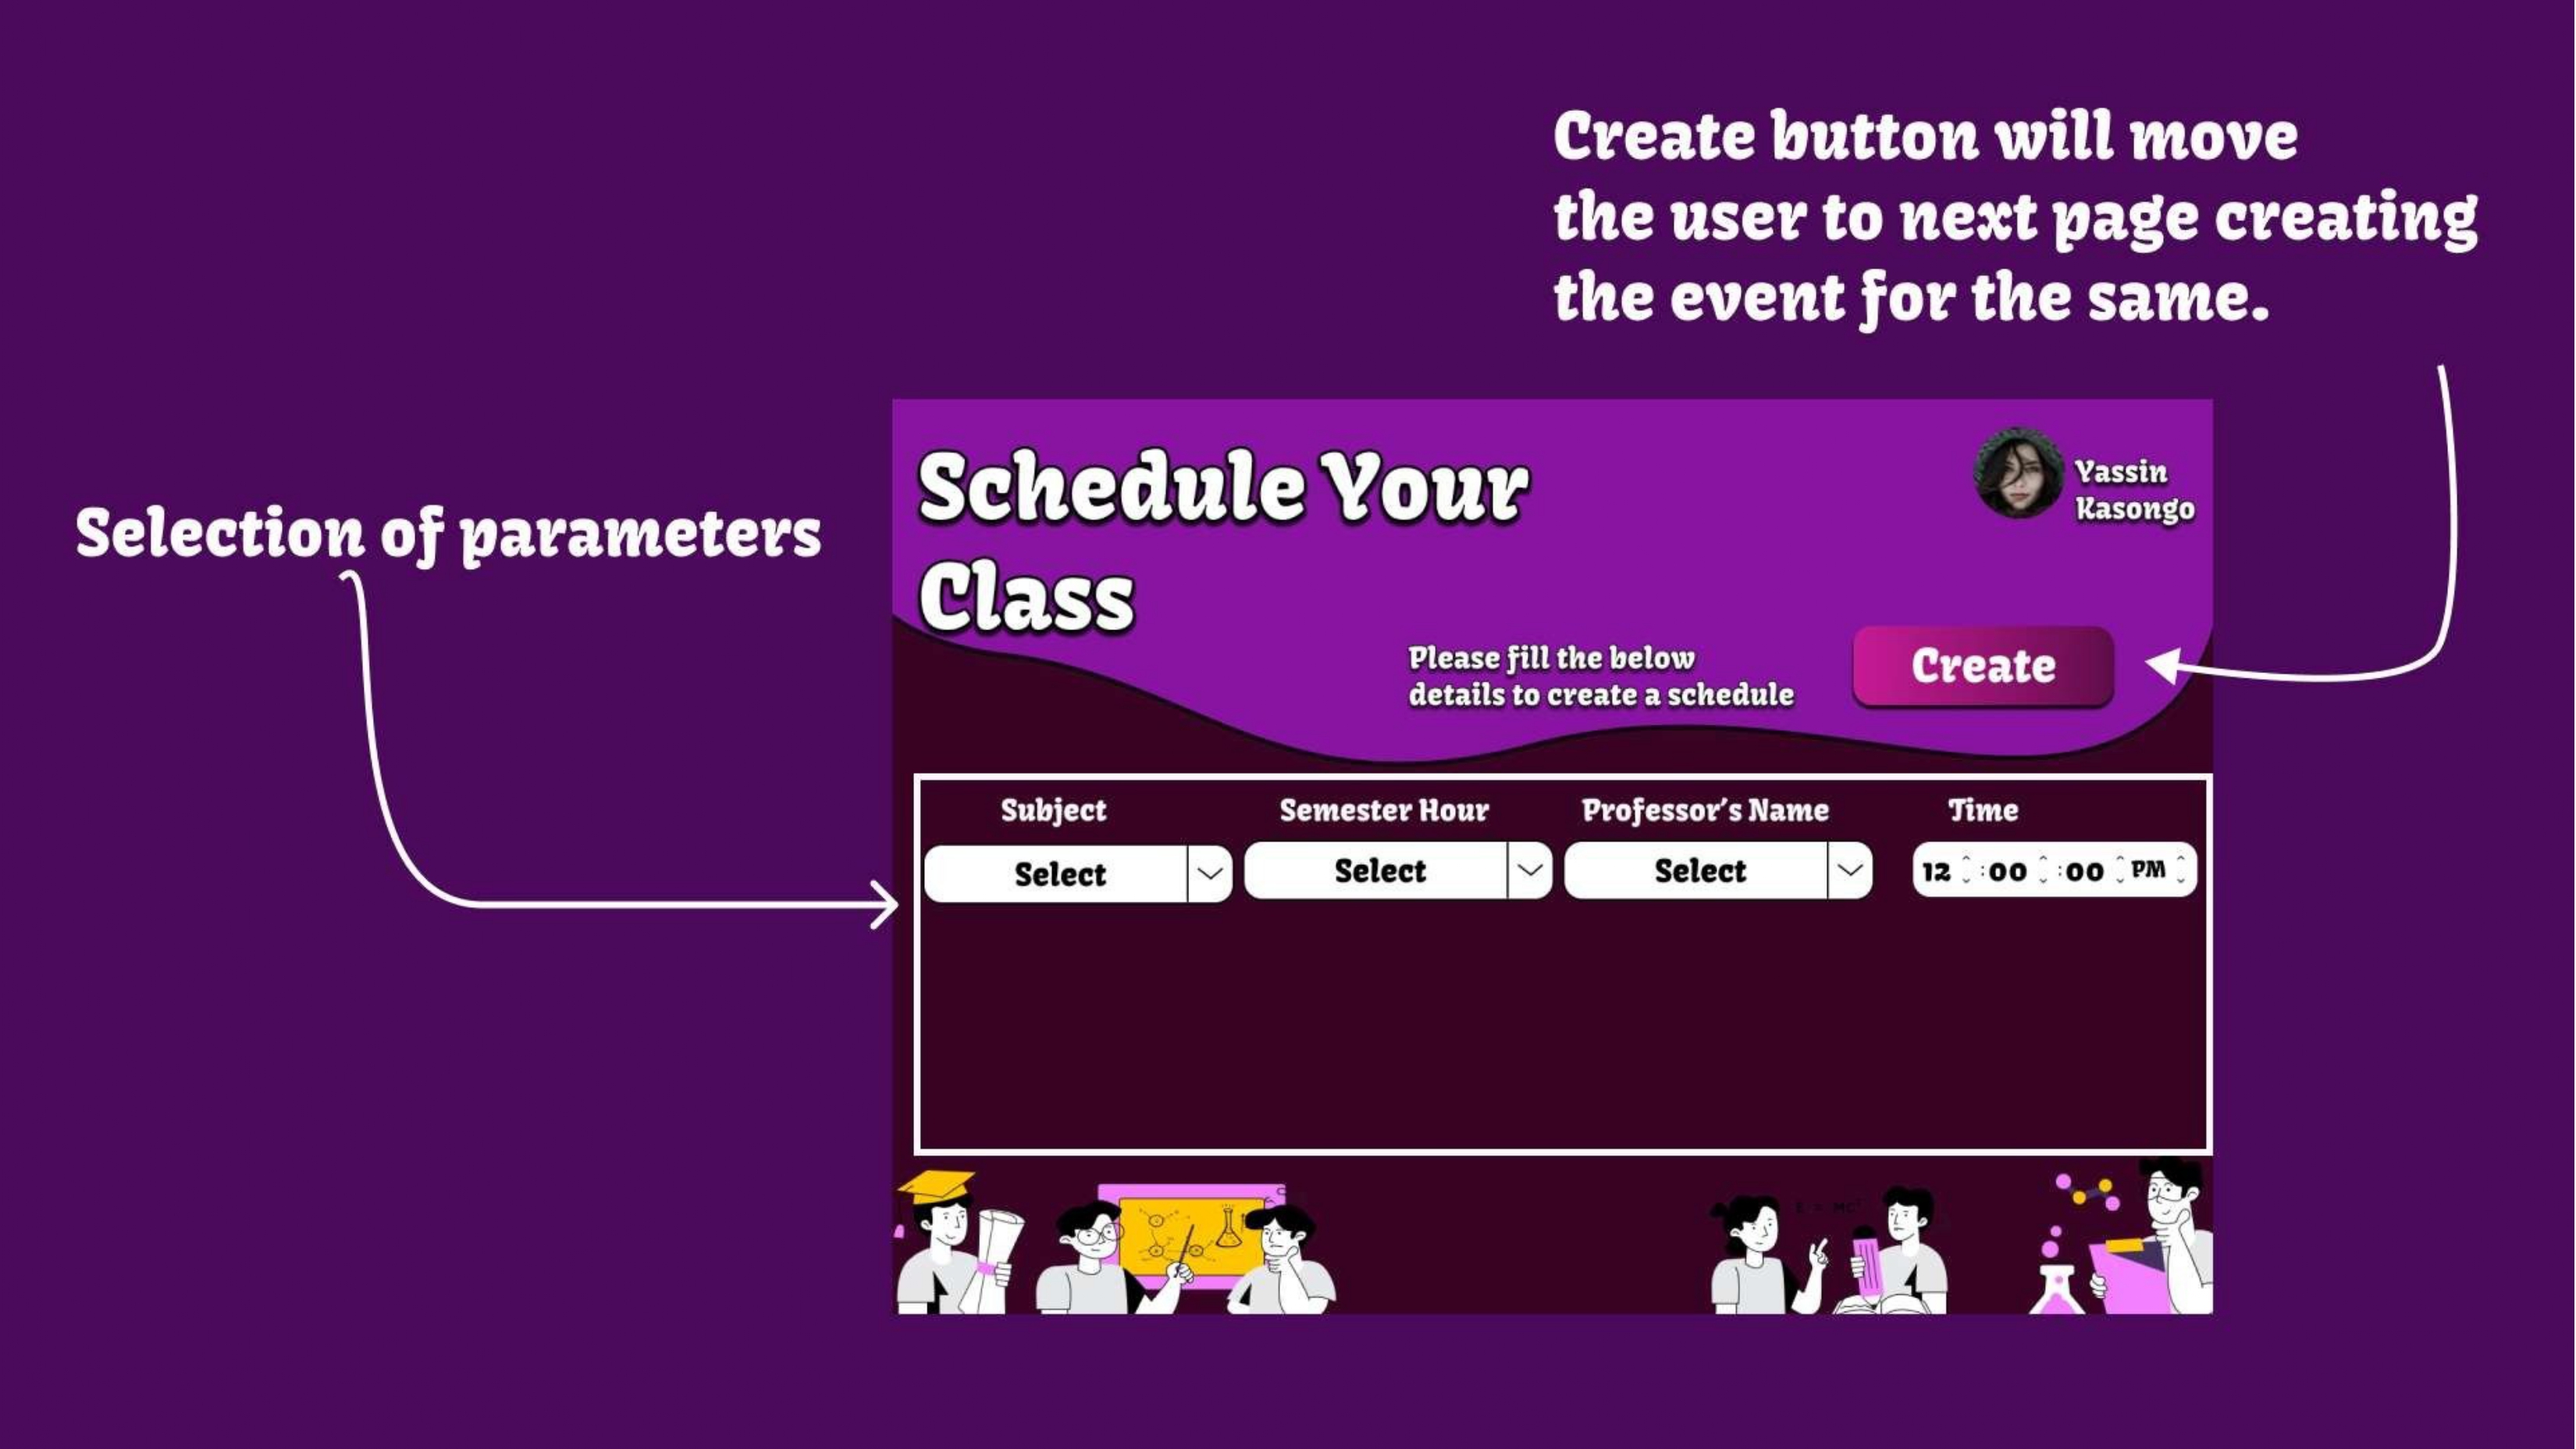 Create button will move
the user to next page creating
the event for the same.
Selection of parameters
Schedule Your
Class
Yassin
Kasongo
Please fill the below
details to create a schedule
Create
Subject
Semester Hour
Professor's Name
Time
Select
Select
Select
12 :00 :00 PM